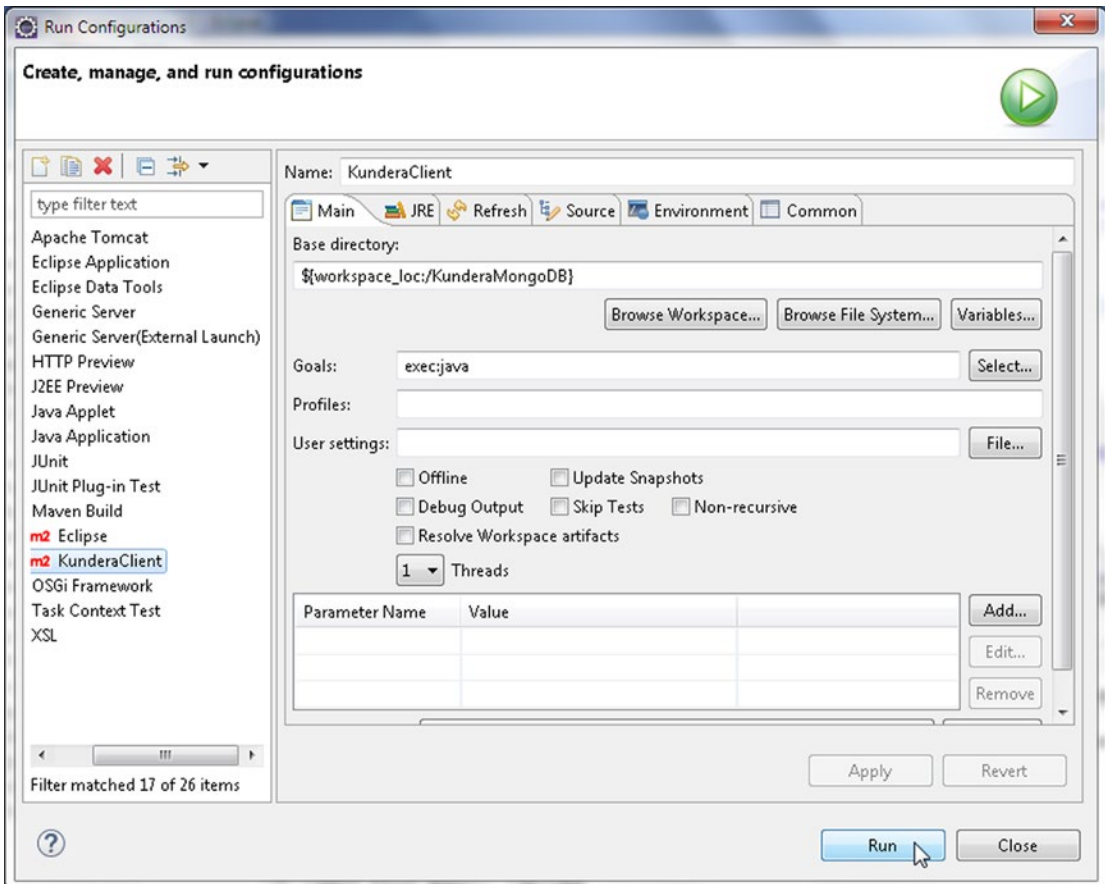 Run Configurations
Create, manage, and run configurations
type filter text
Apache Tomcat
Eclipse Application
Eclipse Data Tools
Generic Server
Generic Server(External Launch)
HTTP Preview
J2EE Preview
Java Applet
Java Application
JUnit
JUnit Plug-in Test
Maven Build
m2 Eclipse
m2 KunderaClient
OSGi Framework
Task Context Test
XSL
Filter matched 17 of 26 items
Name: KunderaClient
Main JRE Refresh Source Environment Common
Base directory:
${workspace_loc:/KunderaMongoDB}
Browse Workspace... Browse File System... Variables...
Goals: exec:java Select...
Profiles:
User settings: File...
Offline Update Snapshots
Debug Output Skip Tests Non-recursive
Resolve Workspace artifacts
1 Threads
Parameter Name Value Add...
Edit...
Remove
Apply Revert
? Run Close